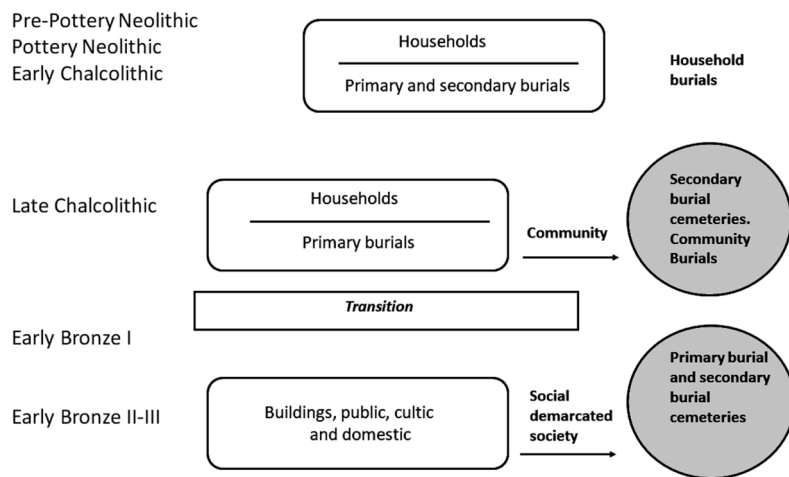 Pre-Pottery Neolithic
Pottery Neolithic
Early Chalcolithic
Households
Primary and secondary burials
Household
burials
Late Chalcolithic
Households
Primary burials
Community
Secondary
burial
cemeteries.
Community
Burials
Transition
Early Bronze I
Early Bronze II-III
Buildings, public, cultic
and domestic
Social
demarcated
society
Primary burial
and secondary
burial
cemeteries